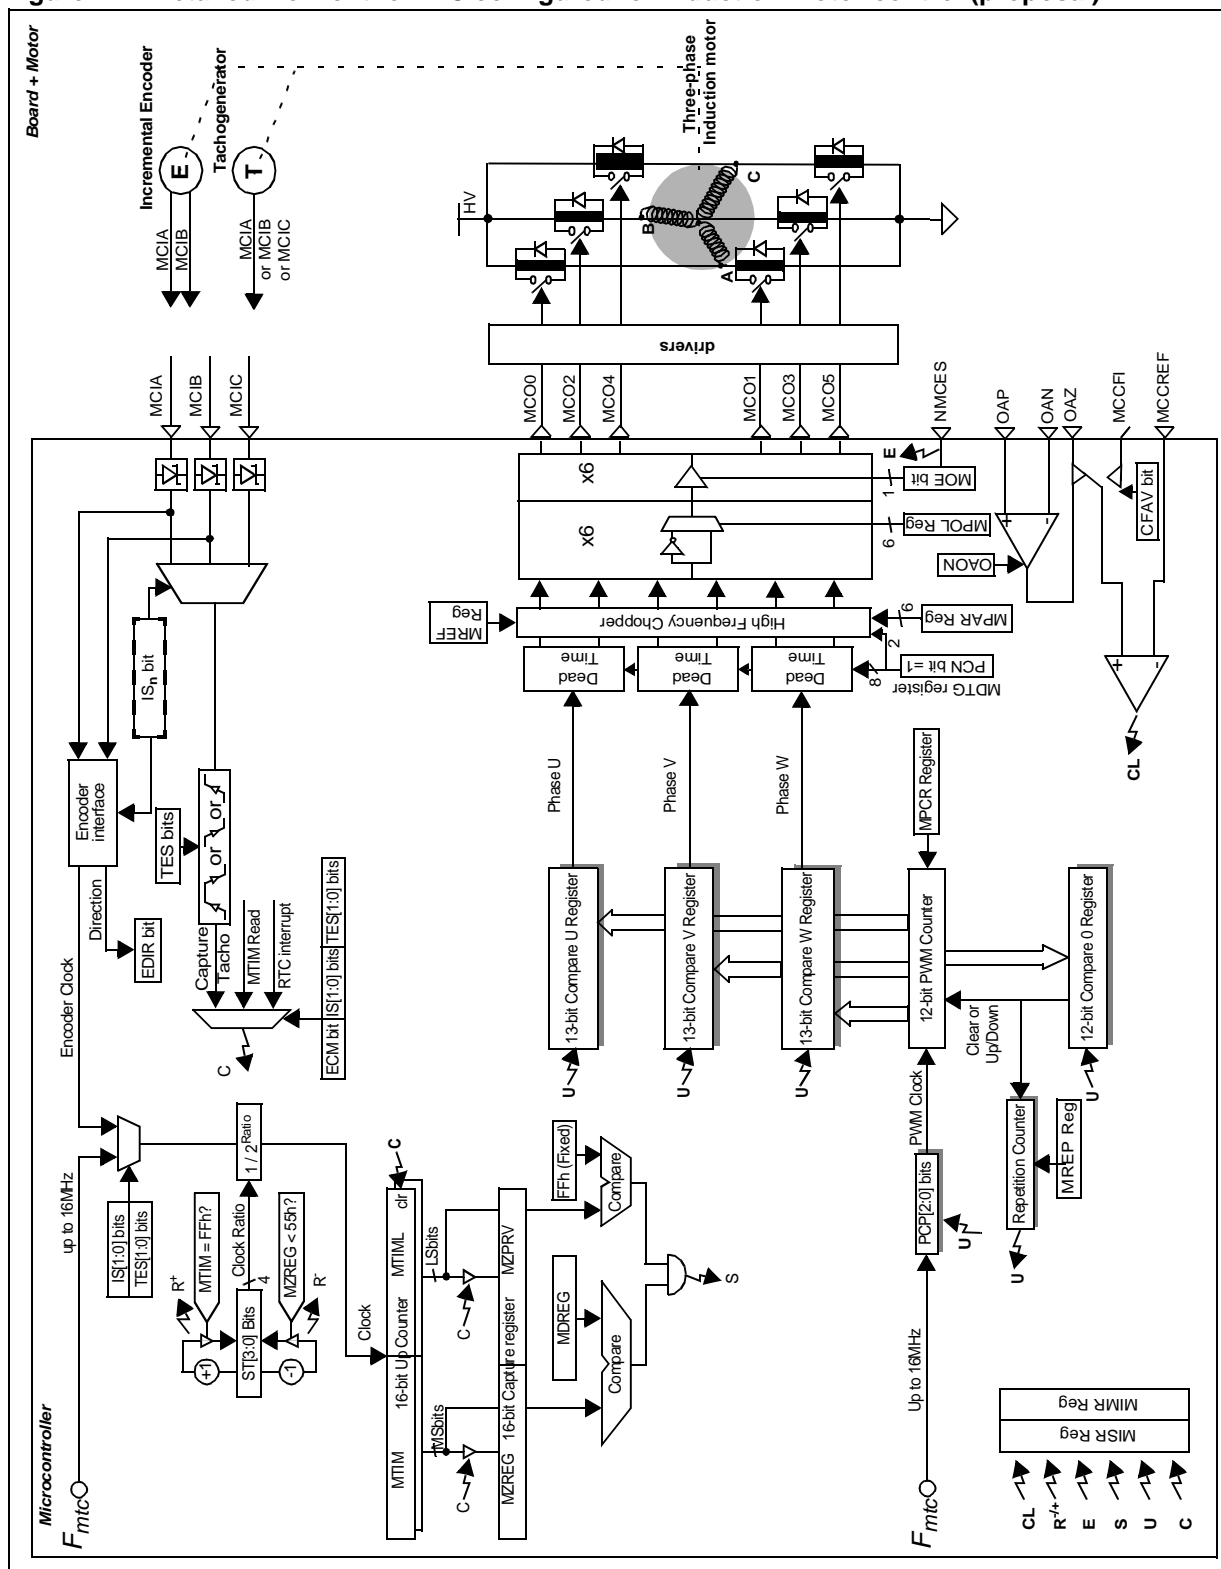 Board + Motor
Incremental Encoder
E
Tachogenerator
T
MCIA
MCIB
MCIA
or MCIB
or MCIC
Three-phase
Induction motor
HV
A
B
C
drivers
MCIA
MCIB
MCIC
MCO0
MCO2
MCO4
MCO1
MCO3
MCO5
NMCES
OAP
OAN
OAZ
MCCFI
MCCREF
Microcontroller
x6
x6
E
1
MOE bit
6
MPOL Reg
OAON
+
-
CFAV bit
+
-
CL
MREF
Reg
High Frequency Chopper
6
MPAR Reg
2
Dead
Time
Dead
Time
Dead
Time
8
PCN bit =1
MDTG register
ISn bit
Encoder
interface
TES bits
or
or
Direction
EDIR bit
Encoder Clock
Capture
Tacho
MTIM Read
RTC interrupt
C
ECM bit
IS[1:0] bits
TES[1:0] bits
Phase U
Phase V
Phase W
13-bit Compare U Register
13-bit Compare V Register
13-bit Compare W Register
U
U
U
MPCR Register
12-bit PWM Counter
12-bit Compare 0 Register
Clear or
Up/Down
U
PWM Clock
PCP[2:0] bits
U
Repetition Counter
MREP Reg
U
Up to 16MHz
Fmtc
up to 16MHz
Fmtc
IS[1:0] bits
TES[1:0] bits
1 / 2Ratio
R+
MTIM = FFh?
Clock Ratio
4
MZREG < 55h?
R-
+1
ST[3:0] Bits
-1
Clock
MTIM
16-bit Up Counter
MTIML
clr
C
MSbits
LSbits
C
C
MZREG
16-bit Capture register
MZPRV
FFh (Fixed)
Compare
MDREG
Compare
S
CL
R-/+
E
S
U
C
MISR Reg
MIMR Reg